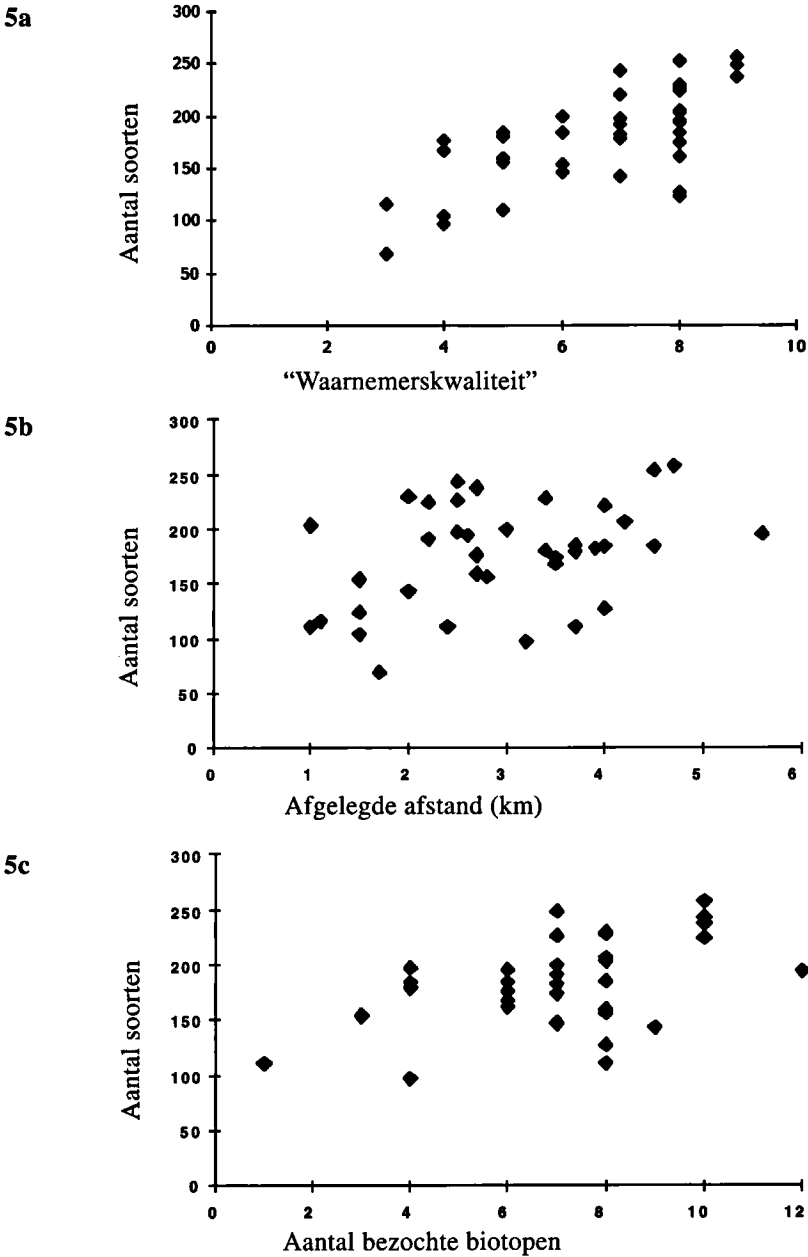 5a
300
250
200
150
100
50
0
Aantal soorten
0 2 4 6 8 10
“Waarnemerskwaliteit”
5b
300
250
200
150
100
50
0
Aantal soorten
0 1 2 3 4 5 6
Afgelegde afstand (km)
5c
300
250
200
150
100
50
0
Aantal soorten
0 2 4 6 8 10 12
Aantal bezochte biotopen